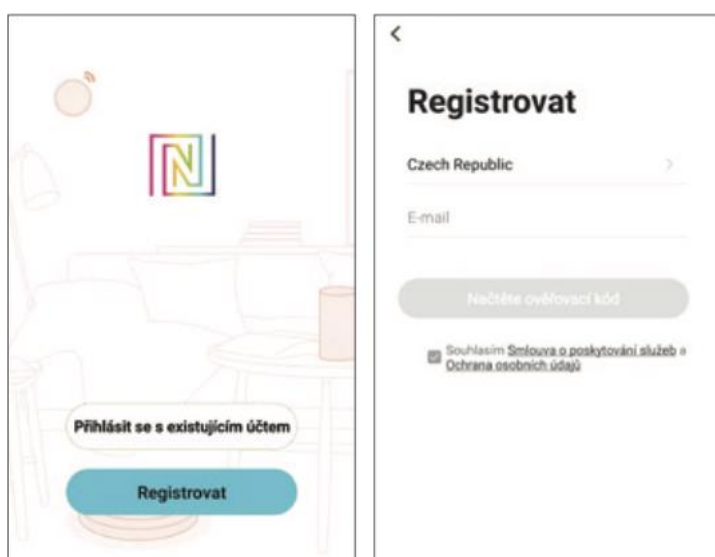 Přihlásit se s existujícím účtem
Registrovat
Registrovat
Czech Republic
E-mail
Načtěte ověřovací kód
Souhlasím Smlouva o poskytování služeb a
Ochrana osobních údajů